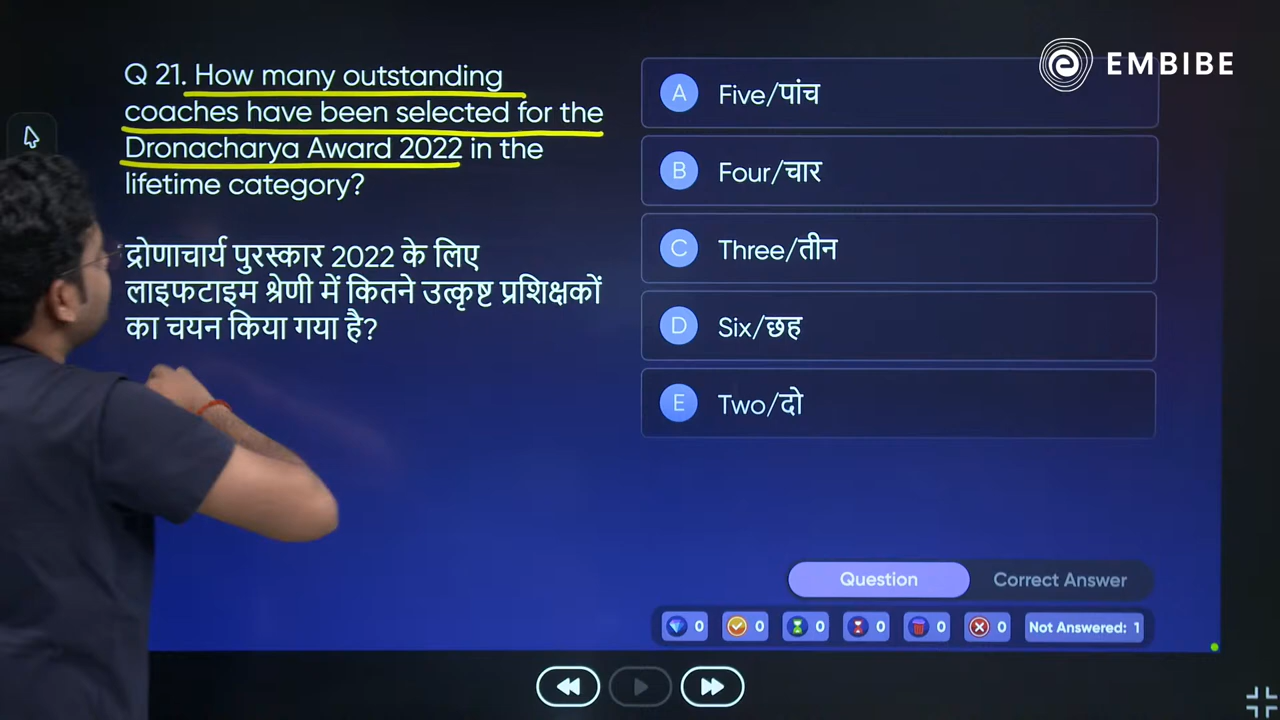 EMBIBE
Q 21. How many outstanding
coaches have been selected for the
Dronacharya Award 2022 in the
lifetime category?
द्रोणाचार्य पुरस्कार 2022 के लिए
लाइफटाइम श्रेणी में कितने उत्कृष्ट प्रशिक्षकों
का चयन किया गया है?
A Five/पांच
B Four/चार
C Three/तीन
D Six/छह
E Two/दो
Question Correct Answer
0 0 0 0 0 0 Not Answered: 1